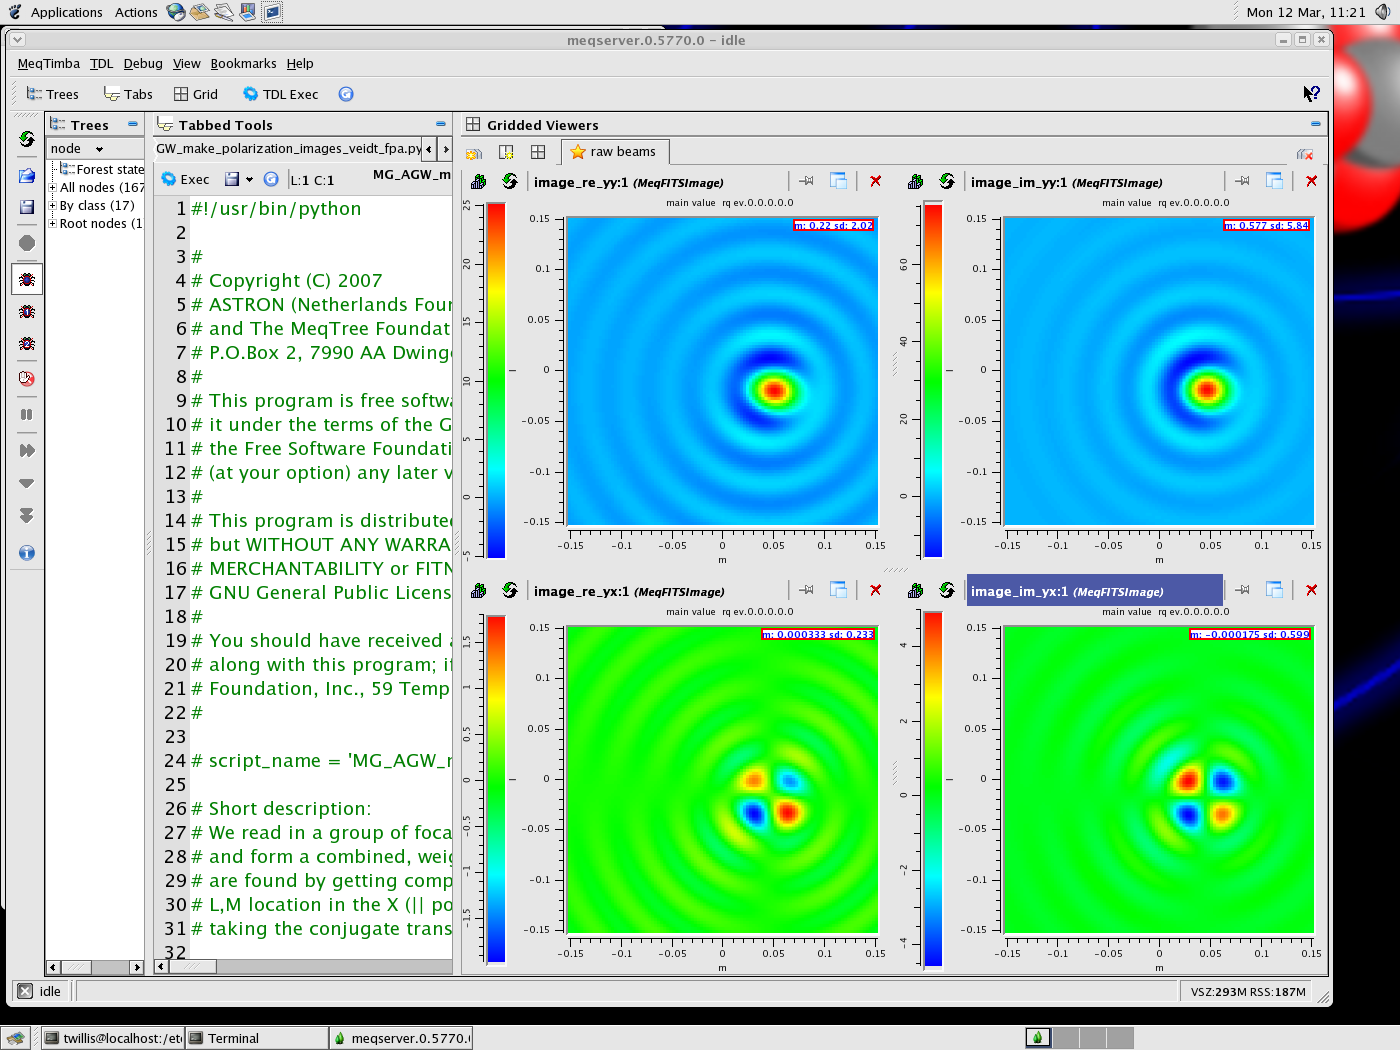 Applications Actions Mon 12 Mar, 11:21
meqserver.0.5770.0 - idle
MeqTimba TDL Debug View Bookmarks Help
Trees Tabs Grid TDL Exec
Trees
node
Forest state
All nodes (167
By class (17)
Root nodes (1
Tabbed Tools
GW_make_polarization_images_veidt_fpa.py
Exec L:1 C:1 MG_AGW_m
1 #!/usr/bin/python
2
3 #
4 # Copyright (C) 2007
5 # ASTRON (Netherlands Four
6 # and The MeqTree Foundat
7 # P.O.Box 2, 7990 AA Dwing
8 #
9 # This program is free softwa
10 # it under the terms of the G
11 # the Free Software Foundati
12 # (at your option) any later v
13 #
14 # This program is distributed
15 # but WITHOUT ANY WARRA
16 # MERCHANTABILITY or FITN
17 # GNU General Public Licens
18 #
19 # You should have received a
20 # along with this program; if
21 # Foundation, Inc., 59 Temp
22 #
23
24 # script_name = 'MG_AGW_r
25
26 # Short description:
27 # We read in a group of foca
28 # and form a combined, weig
29 # are found by getting comp
30 # L,M location in the X (|| po
31 # taking the conjugate trans
32
Gridded Viewers
raw beams
image_re_yy:1 (MeqFITSImage)
main value rq ev.0.0.0.0.0
m: 0.22 sd: 2.02
25 20 15 10 5 0 -5
0.15
0.1
0.05
0
-0.05
-0.1
-0.15
-0.15 -0.1 -0.05 0 0.05 0.1 0.15
m
image_im_yy:1 (MeqFITSImage)
main value rq ev.0.0.0.0.0
m: 0.577 sd: 5.84
60 40 20 0
0.15
0.1
0.05
0
-0.05
-0.1
-0.15
-0.15 -0.1 -0.05 0 0.05 0.1 0.15
m
image_re_yx:1 (MeqFITSImage)
main value rq ev.0.0.0.0.0
m: 0.000333 sd: 0.233
1.5 1 0.5 0 -0.5 -1 -1.5
0.15
0.1
0.05
0
-0.05
-0.1
-0.15
-0.15 -0.1 -0.05 0 0.05 0.1 0.15
m
image_im_yx:1 (MeqFITSImage)
main value rq ev.0.0.0.0.0
m: -0.000175 sd: 0.599
4 2 0 -2 -4
0.15
0.1
0.05
0
-0.05
-0.1
-0.15
-0.15 -0.1 -0.05 0 0.05 0.1 0.15
m
idle VSZ:293M RSS:187M
twillis@localhost:/etc Terminal meqserver.0.5770.0